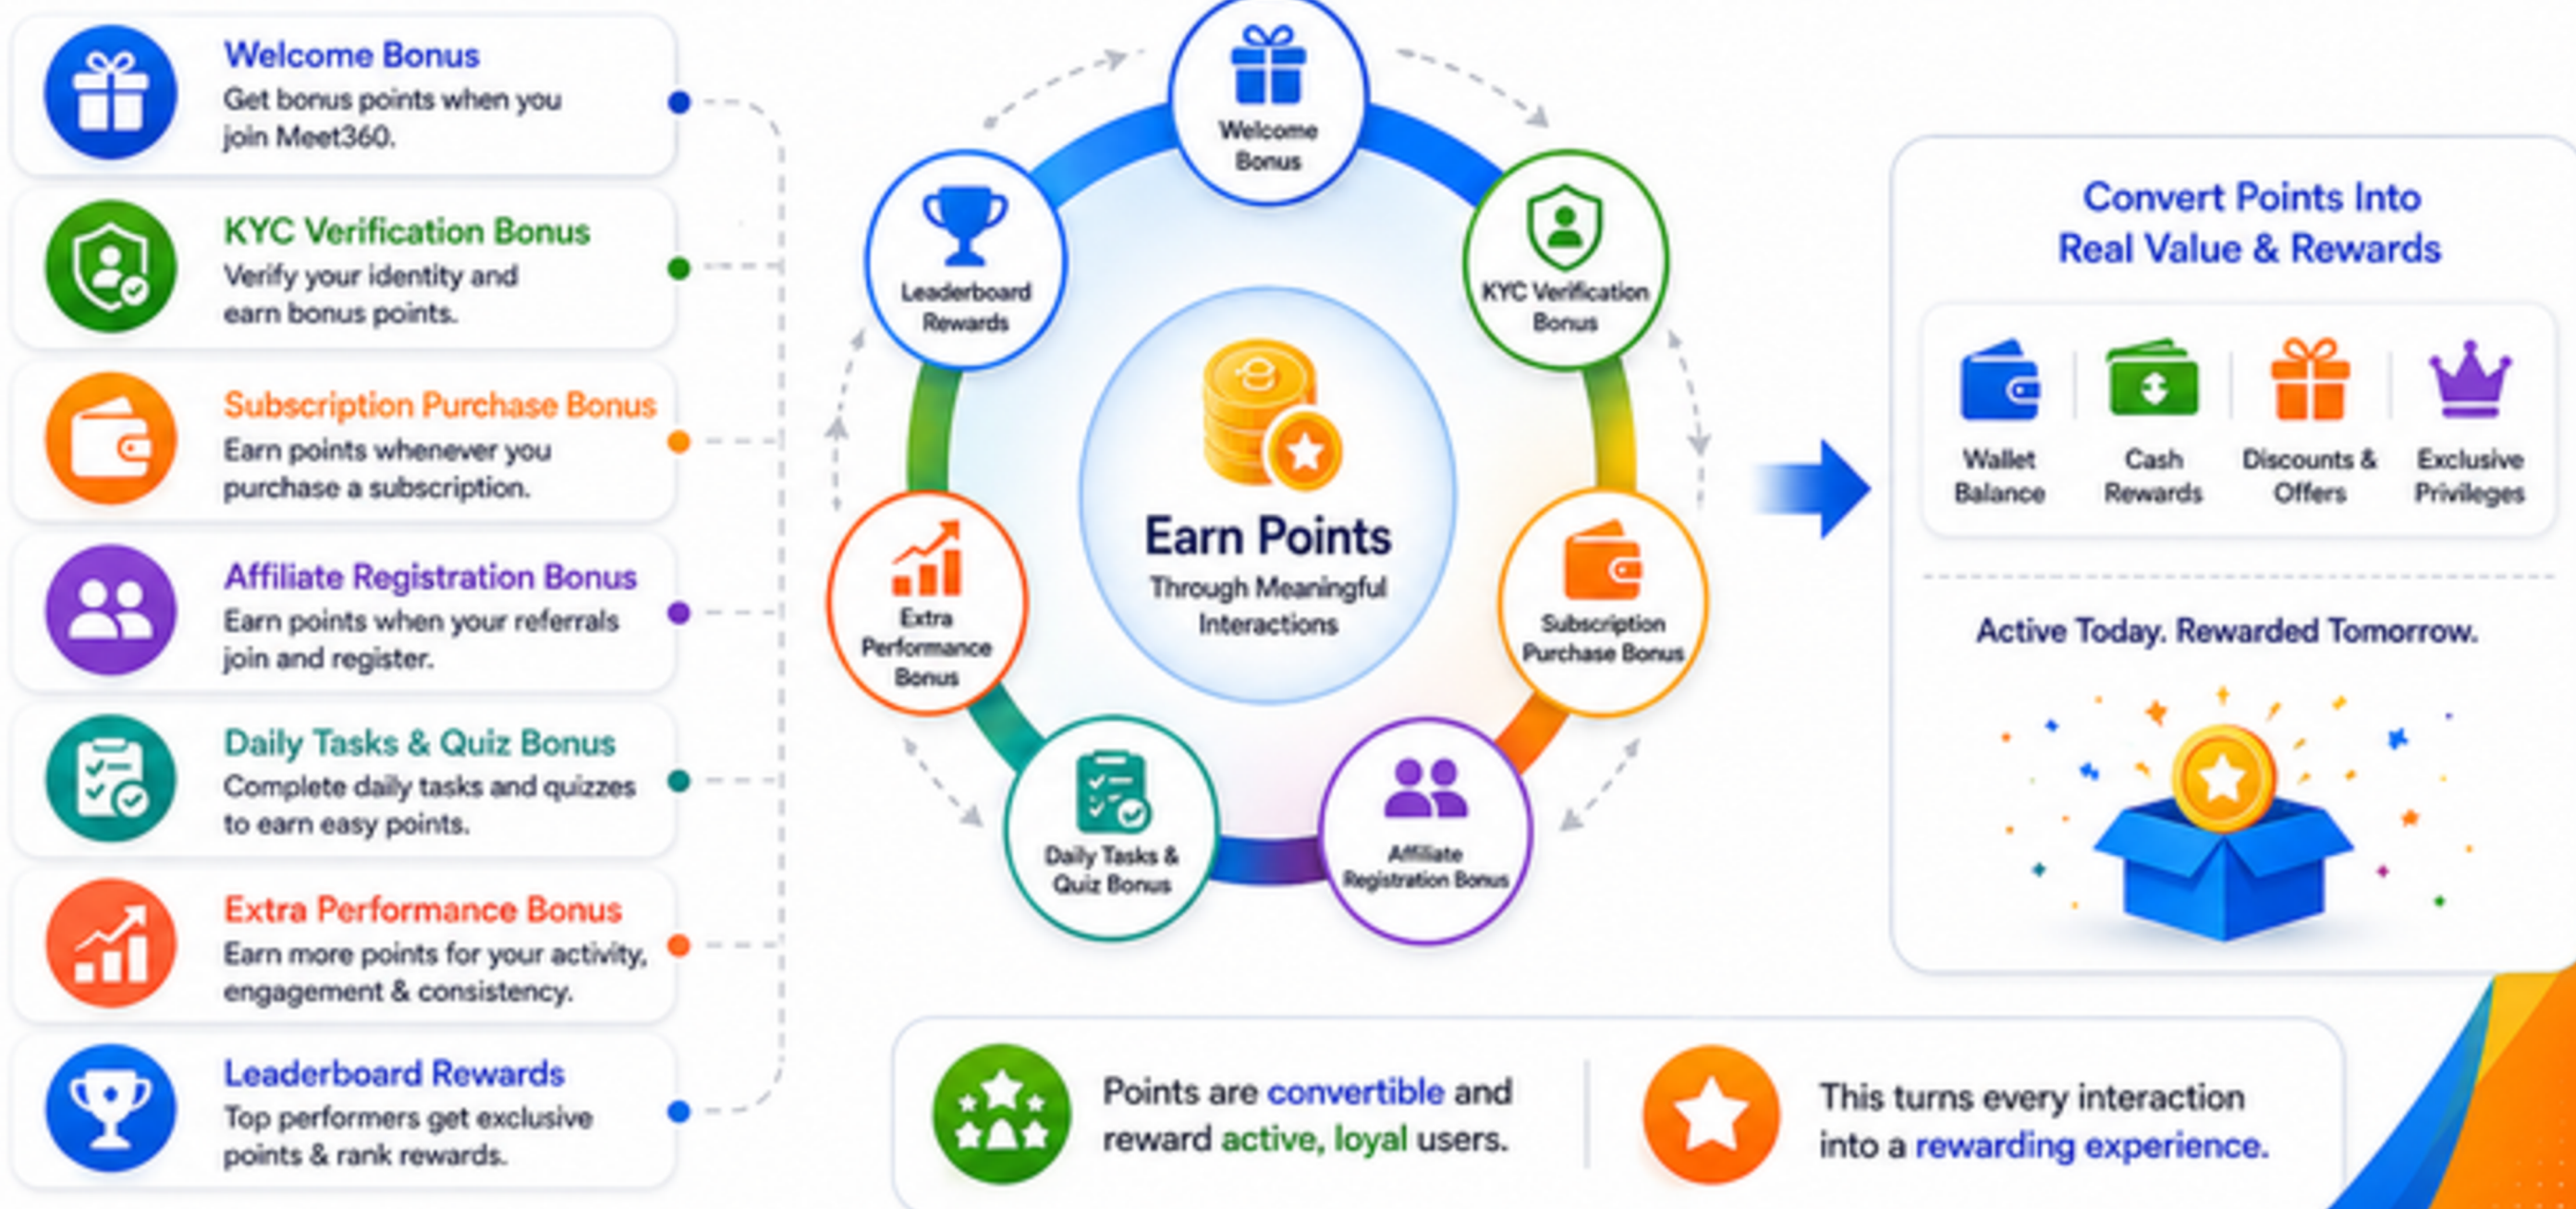 Welcome Bonus
Get bonus points when you
join Meet360.
KYC Verification Bonus
Verify your identity and
earn bonus points.
Subscription Purchase Bonus
Earn points whenever you
purchase a subscription.
Affiliate Registration Bonus
Earn points when your referrals
join and register.
Daily Tasks & Quiz Bonus
Complete daily tasks and quizzes
to earn easy points.
Extra Performance Bonus
Earn more points for your activity,
engagement & consistency.
Leaderboard Rewards
Top performers get exclusive
points & rank rewards.
Welcome
Bonus
KYC Verification
Bonus
Subscription
Purchase Bonus
Affiliate
Registration Bonus
Daily Tasks &
Quiz Bonus
Extra
Performance
Bonus
Leaderboard
Rewards
Earn Points
Through Meaningful
Interactions
Convert Points Into
Real Value & Rewards
Wallet
Balance
Cash
Rewards
Discounts &
Offers
Exclusive
Privileges
Active Today. Rewarded Tomorrow.
Points are convertible and
reward active, loyal users.
This turns every interaction
into a rewarding experience.